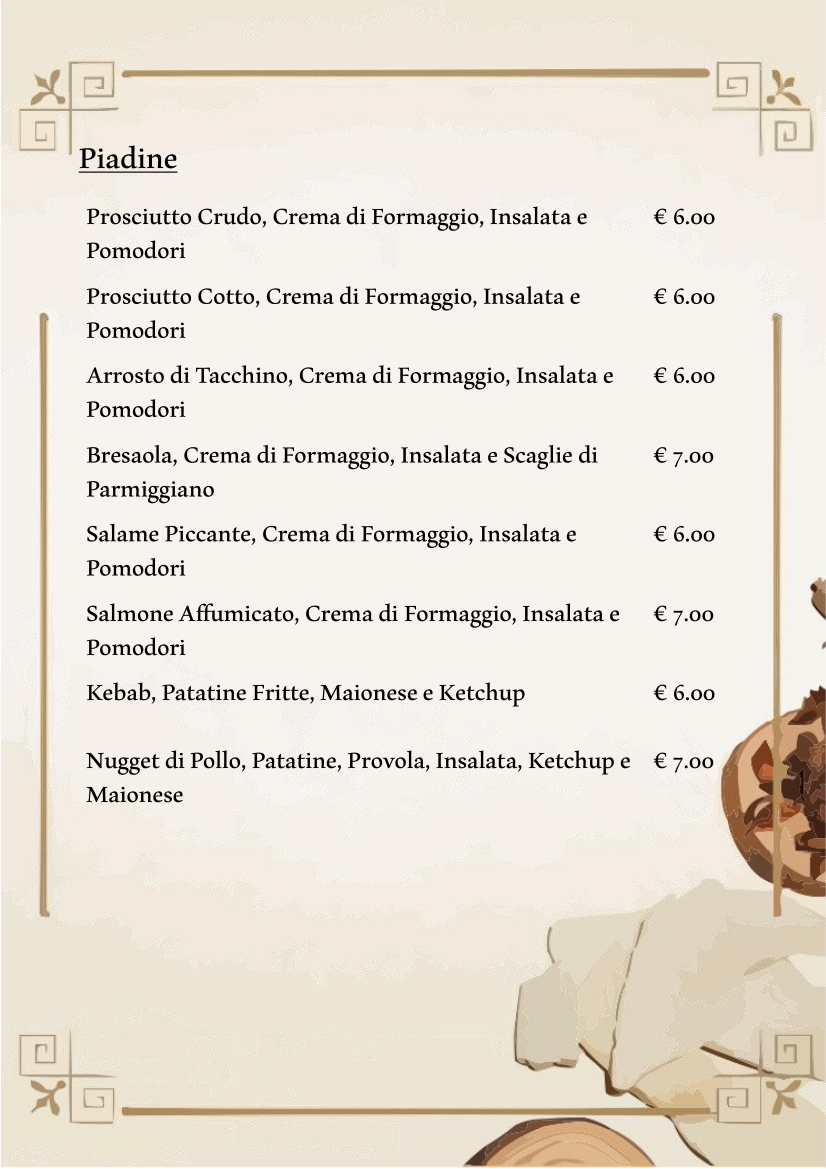 Piadine
Prosciutto Crudo, Crema di Formaggio, Insalata e € 6.00
Pomodori
Prosciutto Cotto, Crema di Formaggio, Insalata e € 6.00
Pomodori
Arrosto di Tacchino, Crema di Formaggio, Insalata e € 6.00
Pomodori
Bresaola, Crema di Formaggio, Insalata e Scaglie di € 7.00
Parmiggiano
Salame Piccante, Crema di Formaggio, Insalata e € 6.00
Pomodori
Salmone Affumicato, Crema di Formaggio, Insalata e € 7.00
Pomodori
Kebab, Patatine Fritte, Maionese e Ketchup € 6.00
Nugget di Pollo, Patatine, Provola, Insalata, Ketchup e € 7.00
Maionese